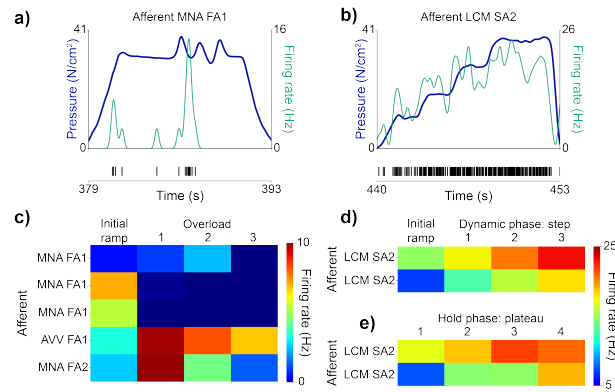 a)
Afferent MNA FA1
41
16
Pressure (N/cm²)
Firing rate (Hz)
0
0
379
Time (s)
393
b)
Afferent LCM SA2
41
26
Pressure (N/cm²)
Firing rate (Hz)
0
0
440
Time (s)
453
c)
Initial ramp
Overload
1 2 3
Afferent
MNA FA1
MNA FA1
MNA FA1
AVV FA1
MNA FA2
10
Firing rate (Hz)
0
d)
Initial ramp
Dynamic phase: step
1 2 3
Afferent
LCM SA2
LCM SA2
e)
Hold phase: plateau
1 2 3 4
Afferent
LCM SA2
LCM SA2
25
Firing rate (Hz)